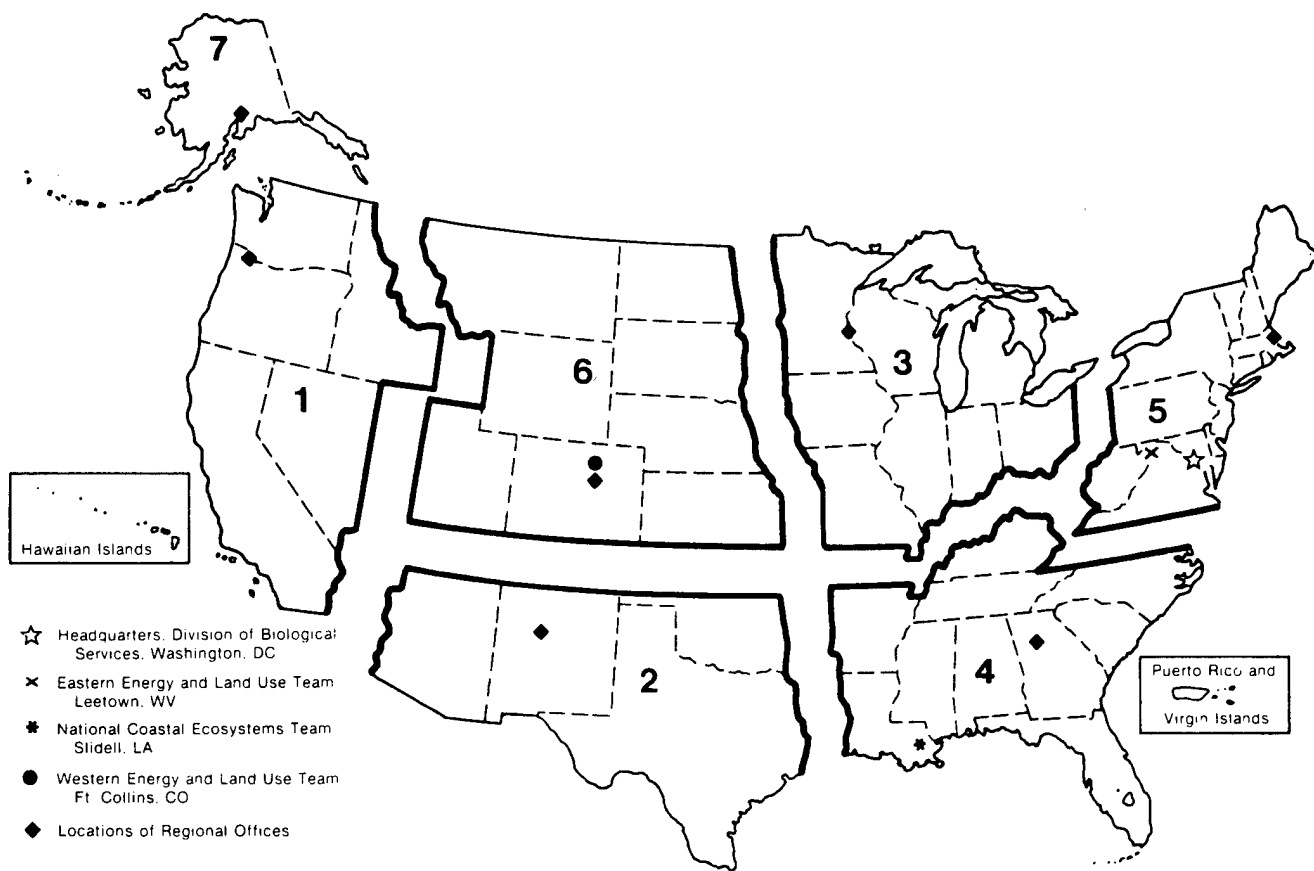 7
6
3
1
5
Hawaiian Islands
2
4
Puerto Rico and
Virgin Islands
Headquarters, Division of Biological
Services, Washington, DC
Eastern Energy and Land Use Team
Leetown, WV
National Coastal Ecosystems Team
Slidell, LA
Western Energy and Land Use Team
Ft Collins, CO
Locations of Regional Offices